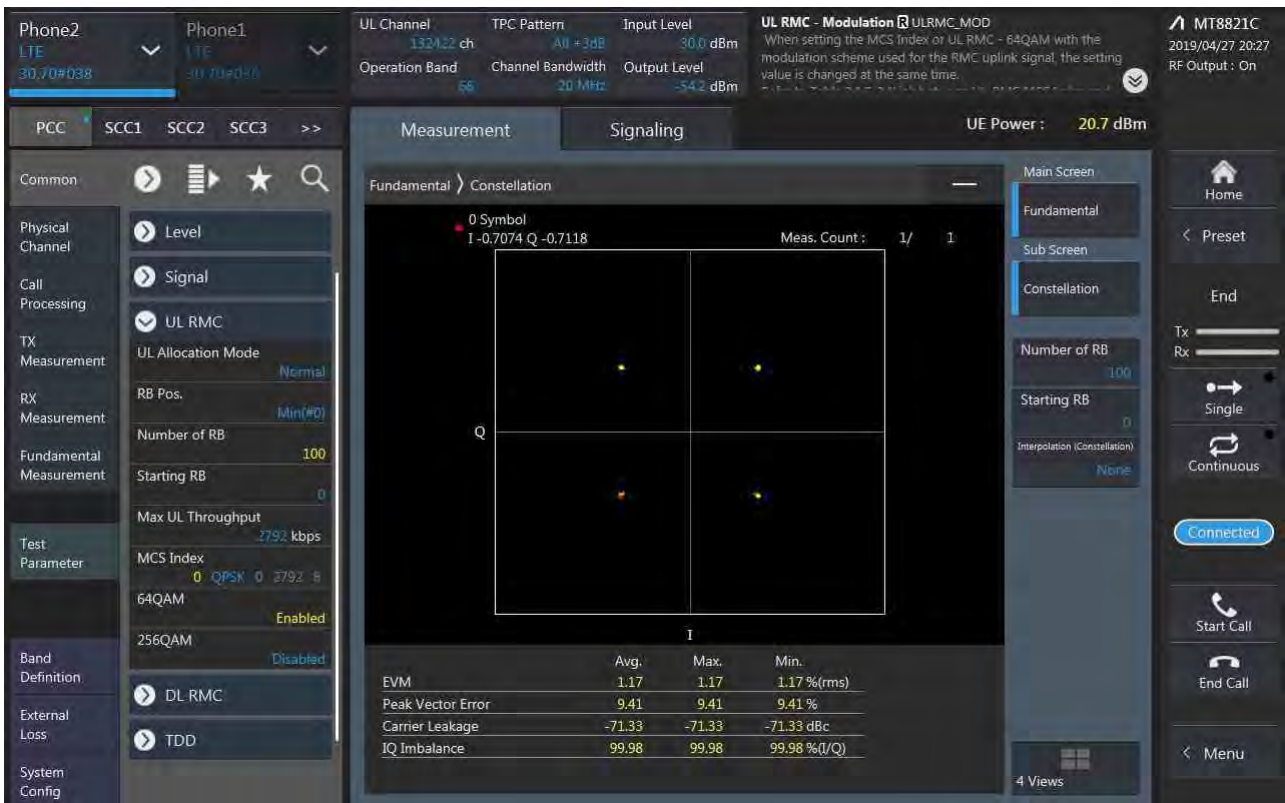 Phone2
LTE
30.70#038
Phone1
LTE
30.70#036
UL Channel
132422 ch
TPC Pattern
All +3dB
Input Level
30.0 dBm
Operation Band
66
Channel Bandwidth
20 MHz
Output Level
-54.2 dBm
UL RMC - Modulation R ULRMC_MOD
When setting the MCS Index or UL RMC - 64QAM with the
modulation scheme used for the RMC uplink signal, the setting
value is changed at the same time.
MT8821C
2019/04/27 20:27
RF Output : On
PCC SCC1 SCC2 SCC3 >>
Measurement
Signaling
UE Power : 20.7 dBm
Common
Physical
Channel
Call
Processing
TX
Measurement
RX
Measurement
Fundamental
Measurement
Test
Parameter
Band
Definition
External
Loss
System
Config
Level
Signal
UL RMC
UL Allocation Mode
Normal
RB Pos.
Min(#0)
Number of RB
100
Starting RB
0
Max UL Throughput
2792 kbps
MCS Index
0 QPSK 0 2792 8
64QAM
Enabled
256QAM
Disabled
DL RMC
TDD
Fundamental 〉 Constellation
0 Symbol
I -0.7074 Q -0.7118
Meas. Count : 1/ 1
Q
I
Avg. Max. Min.
EVM 1.17 1.17 1.17 %(rms)
Peak Vector Error 9.41 9.41 9.41 %
Carrier Leakage -71.33 -71.33 -71.33 dBc
IQ Imbalance 99.98 99.98 99.98 %(I/Q)
Main Screen
Fundamental
Sub Screen
Constellation
Number of RB
100
Starting RB
0
Interpolation (Constellation)
None
4 Views
Home
< Preset
End
Tx
Rx
Single
Continuous
Connected
Start Call
End Call
< Menu